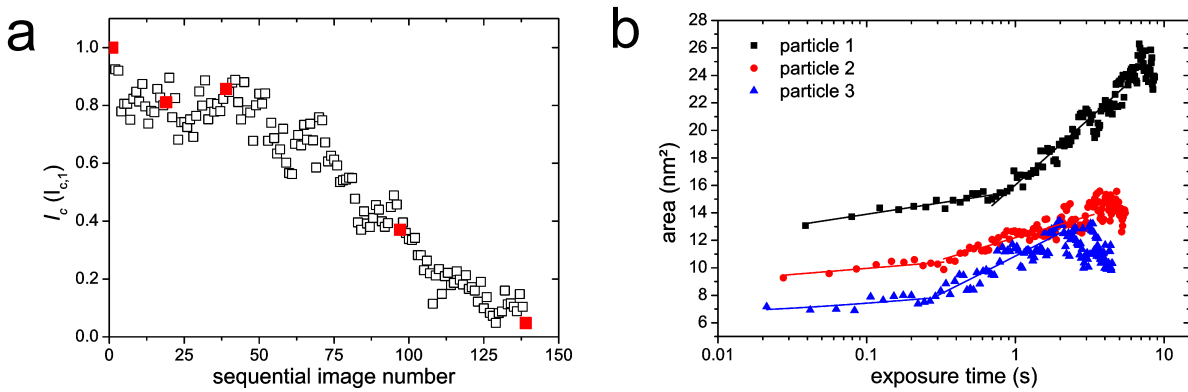 a
I_c (I_c,1)
1.0
0.8
0.6
0.4
0.2
0.0
0 25 50 75 100 125 150
sequential image number
b
area (nm²)
28
26
24
22
20
18
16
14
12
10
8
6
particle 1
particle 2
particle 3
0.01 0.1 1 10
exposure time (s)